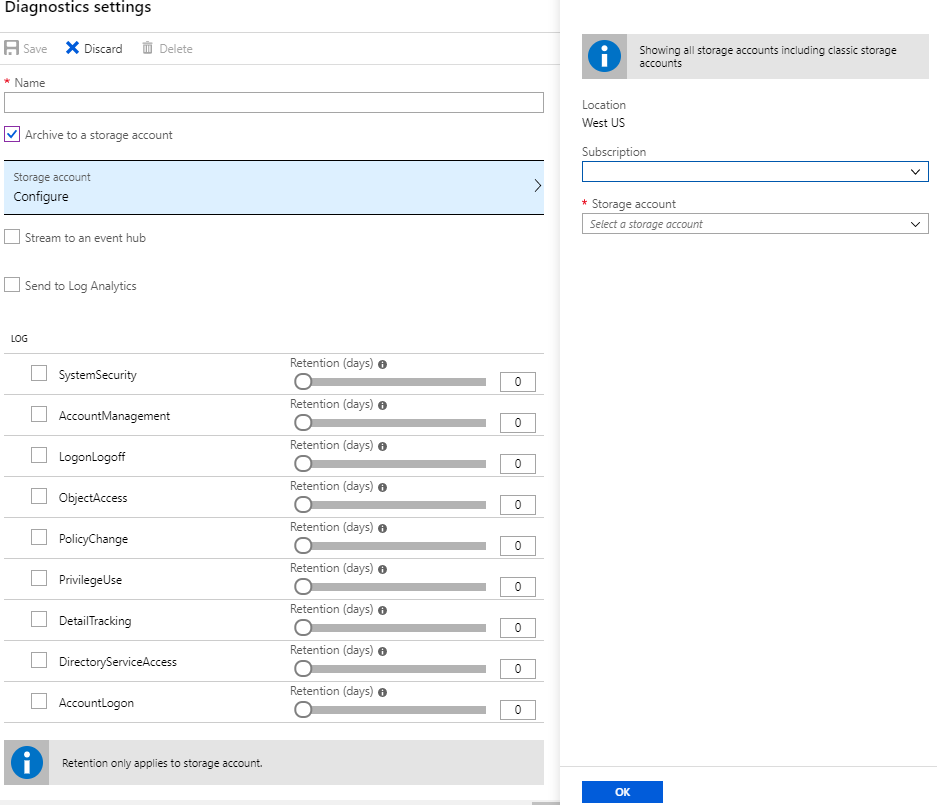 Diagnostics settings
Save
Discard
Delete
* Name
Archive to a storage account
Storage account
Configure
Stream to an event hub
Send to Log Analytics
LOG
SystemSecurity
Retention (days)
0
AccountManagement
Retention (days)
0
LogonLogoff
Retention (days)
0
ObjectAccess
Retention (days)
0
PolicyChange
Retention (days)
0
PrivilegeUse
Retention (days)
0
DetailTracking
Retention (days)
0
DirectoryServiceAccess
Retention (days)
0
AccountLogon
Retention (days)
0
Retention only applies to storage account.
Showing all storage accounts including classic storage
accounts
Location
West US
Subscription
* Storage account
Select a storage account
OK